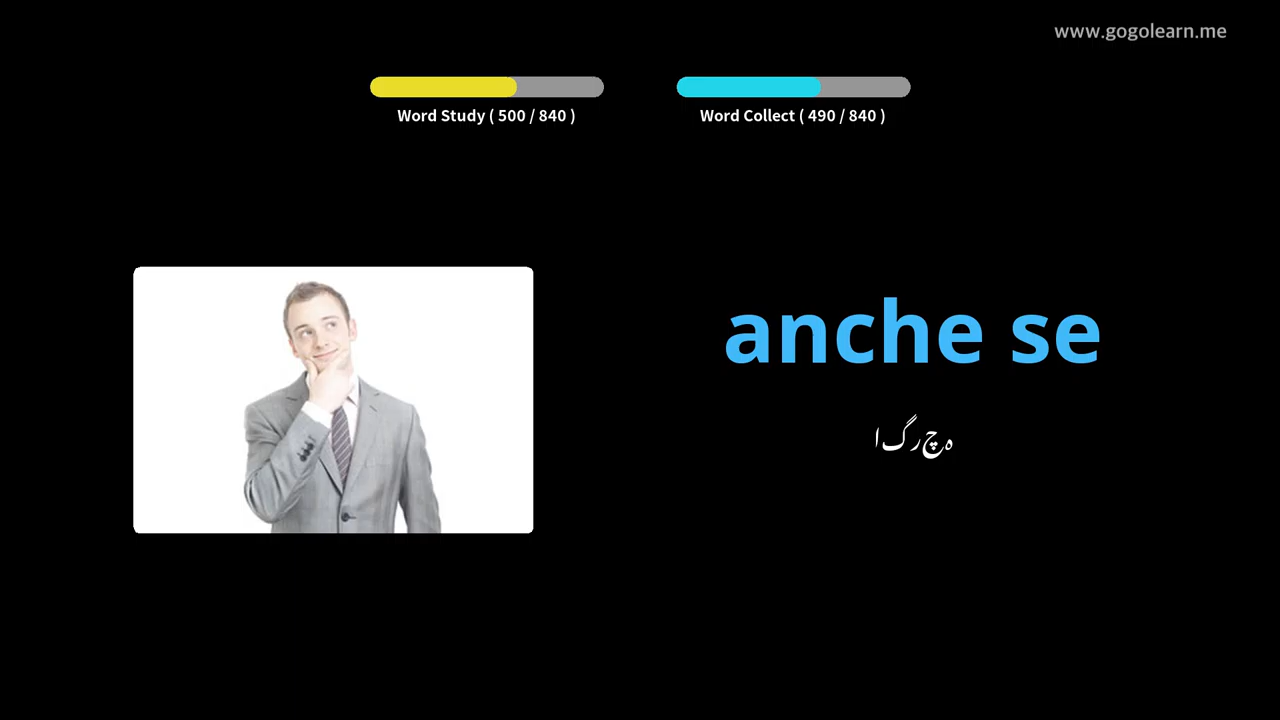 www.gogolearn.me
Word Study ( 500 / 840 )
Word Collect ( 490 / 840 )
anche se
اگرچہ